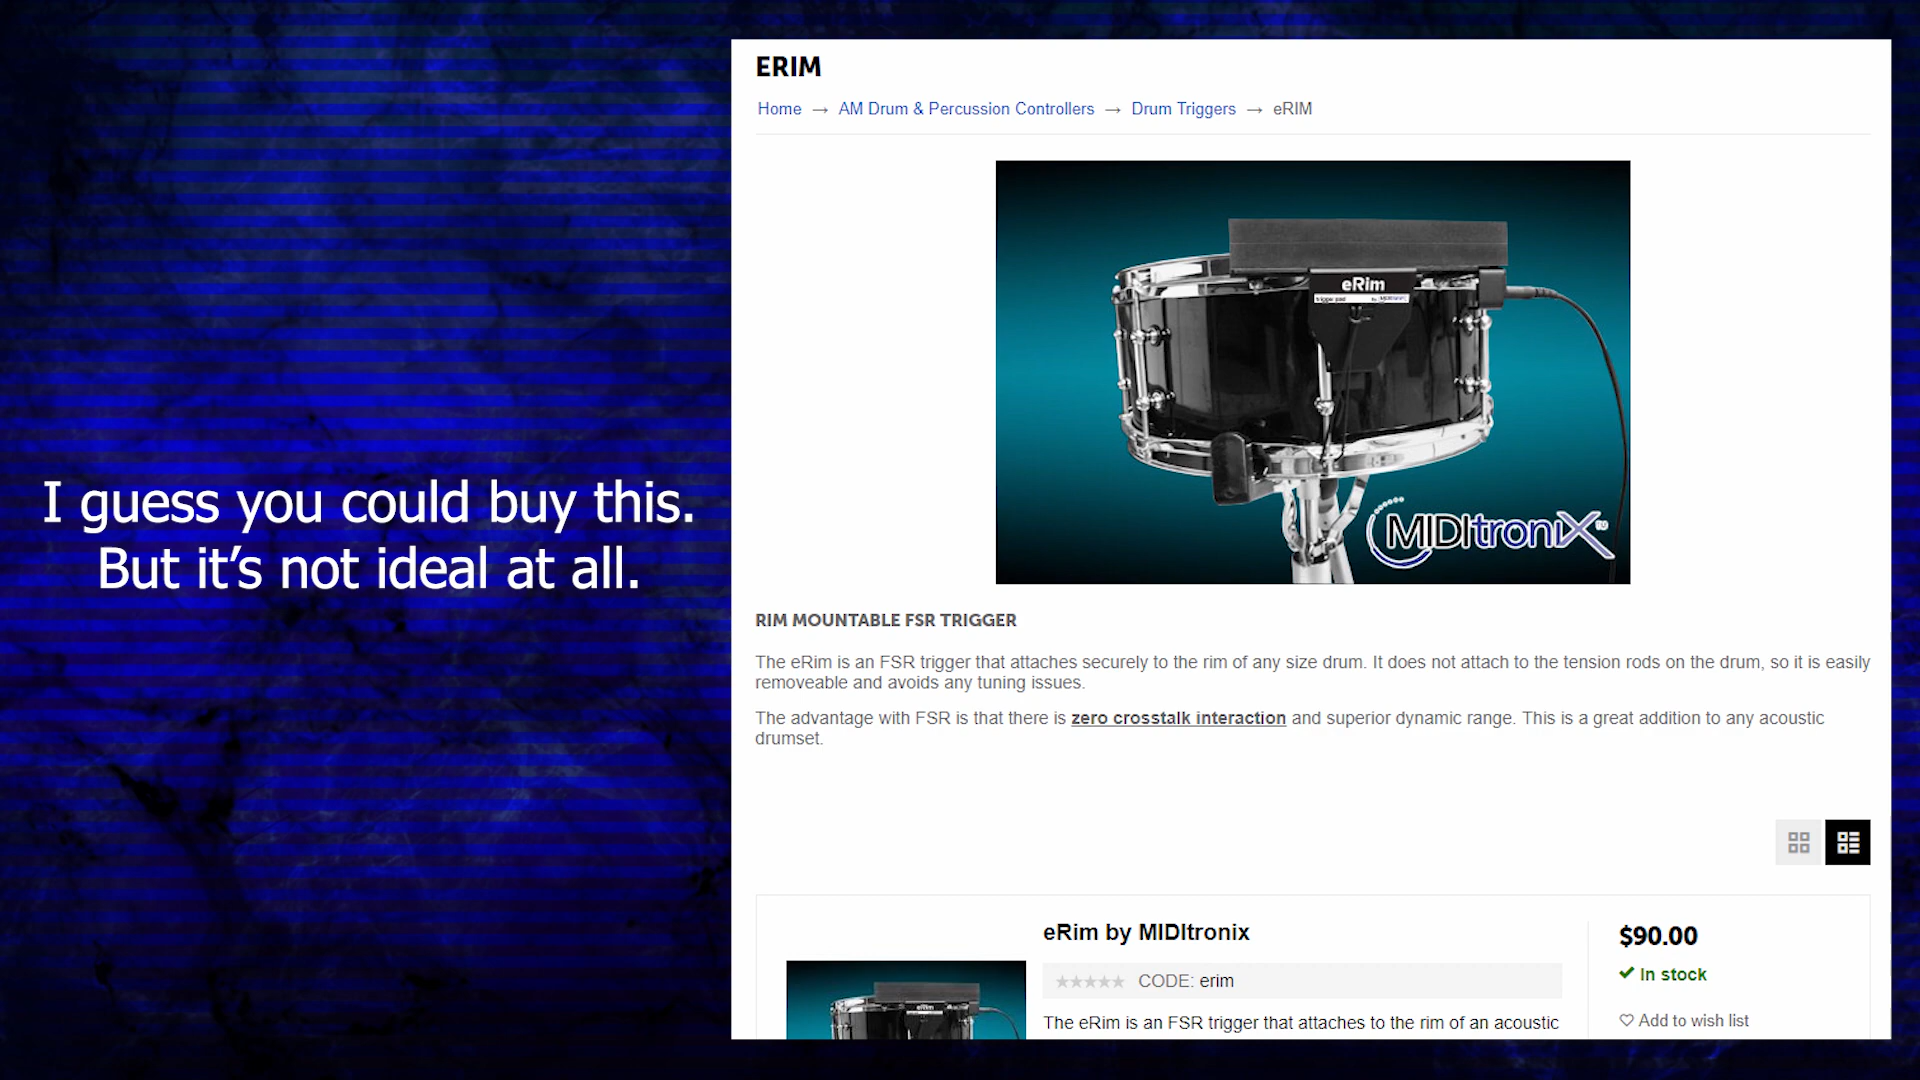 I guess you could buy this.
But it’s not ideal at all.
ERIM
Home → AM Drum & Percussion Controllers → Drum Triggers → eRIM
eRim
trigger pad by MIDItronix
MIDItroniX
RIM MOUNTABLE FSR TRIGGER
The eRim is an FSR trigger that attaches securely to the rim of any size drum. It does not attach to the tension rods on the drum, so it is easily
removeable and avoids any tuning issues.
The advantage with FSR is that there is zero crosstalk interaction and superior dynamic range. This is a great addition to any acoustic
drumset.
eRim by MIDItronix
CODE: erim
The eRim is an FSR trigger that attaches to the rim of an acoustic
eRim
$90.00
In stock
Add to wish list